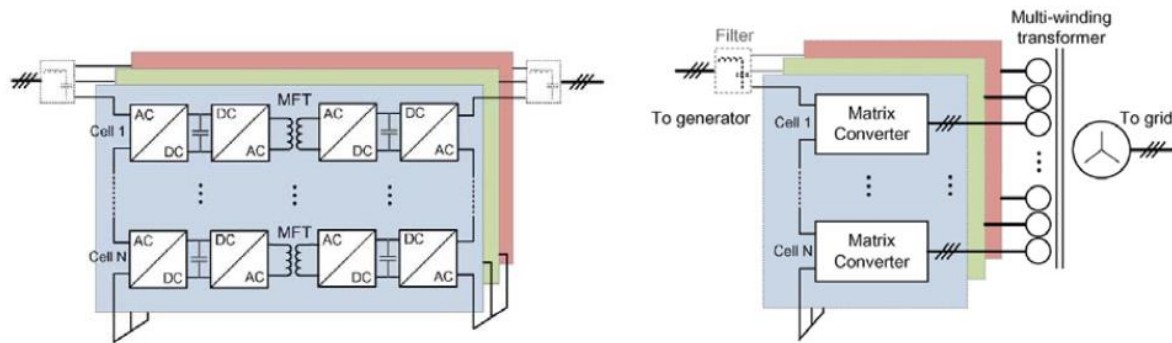 MFT
Cell 1
AC
DC
DC
AC
AC
DC
DC
AC
MFT
Cell N
AC
DC
DC
AC
AC
DC
DC
AC
Multi-winding
transformer
Filter
To generator
Cell 1
Matrix
Converter
To grid
Cell N
Matrix
Converter